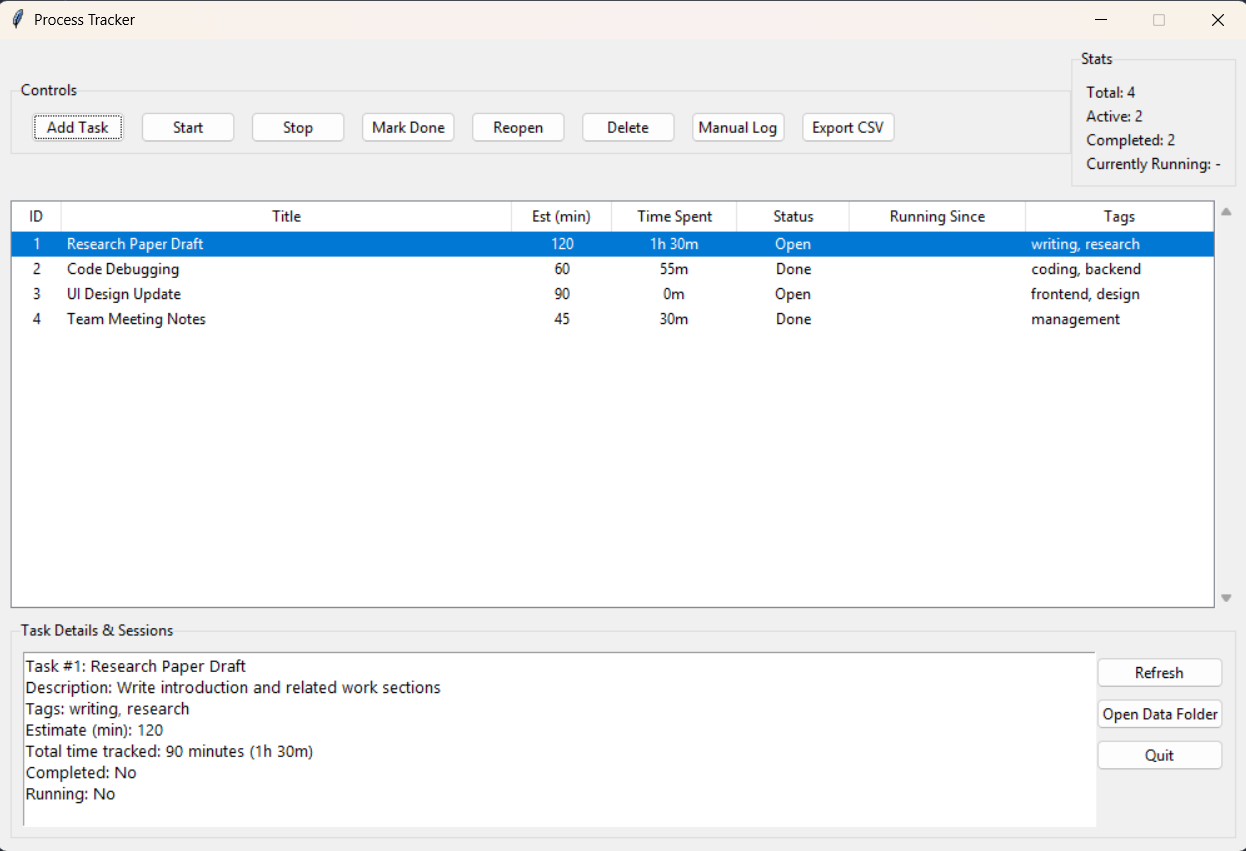 Process Tracker
Stats
Total: 4
Active: 2
Completed: 2
Currently Running: -
Controls
Add Task Start Stop Mark Done Reopen Delete Manual Log Export CSV
ID Title Est (min) Time Spent Status Running Since Tags
1 Research Paper Draft 120 1h 30m Open writing, research
2 Code Debugging 60 55m Done coding, backend
3 UI Design Update 90 0m Open frontend, design
4 Team Meeting Notes 45 30m Done management
Task Details & Sessions
Task #1: Research Paper Draft
Description: Write introduction and related work sections
Tags: writing, research
Estimate (min): 120
Total time tracked: 90 minutes (1h 30m)
Completed: No
Running: No
Refresh
Open Data Folder
Quit